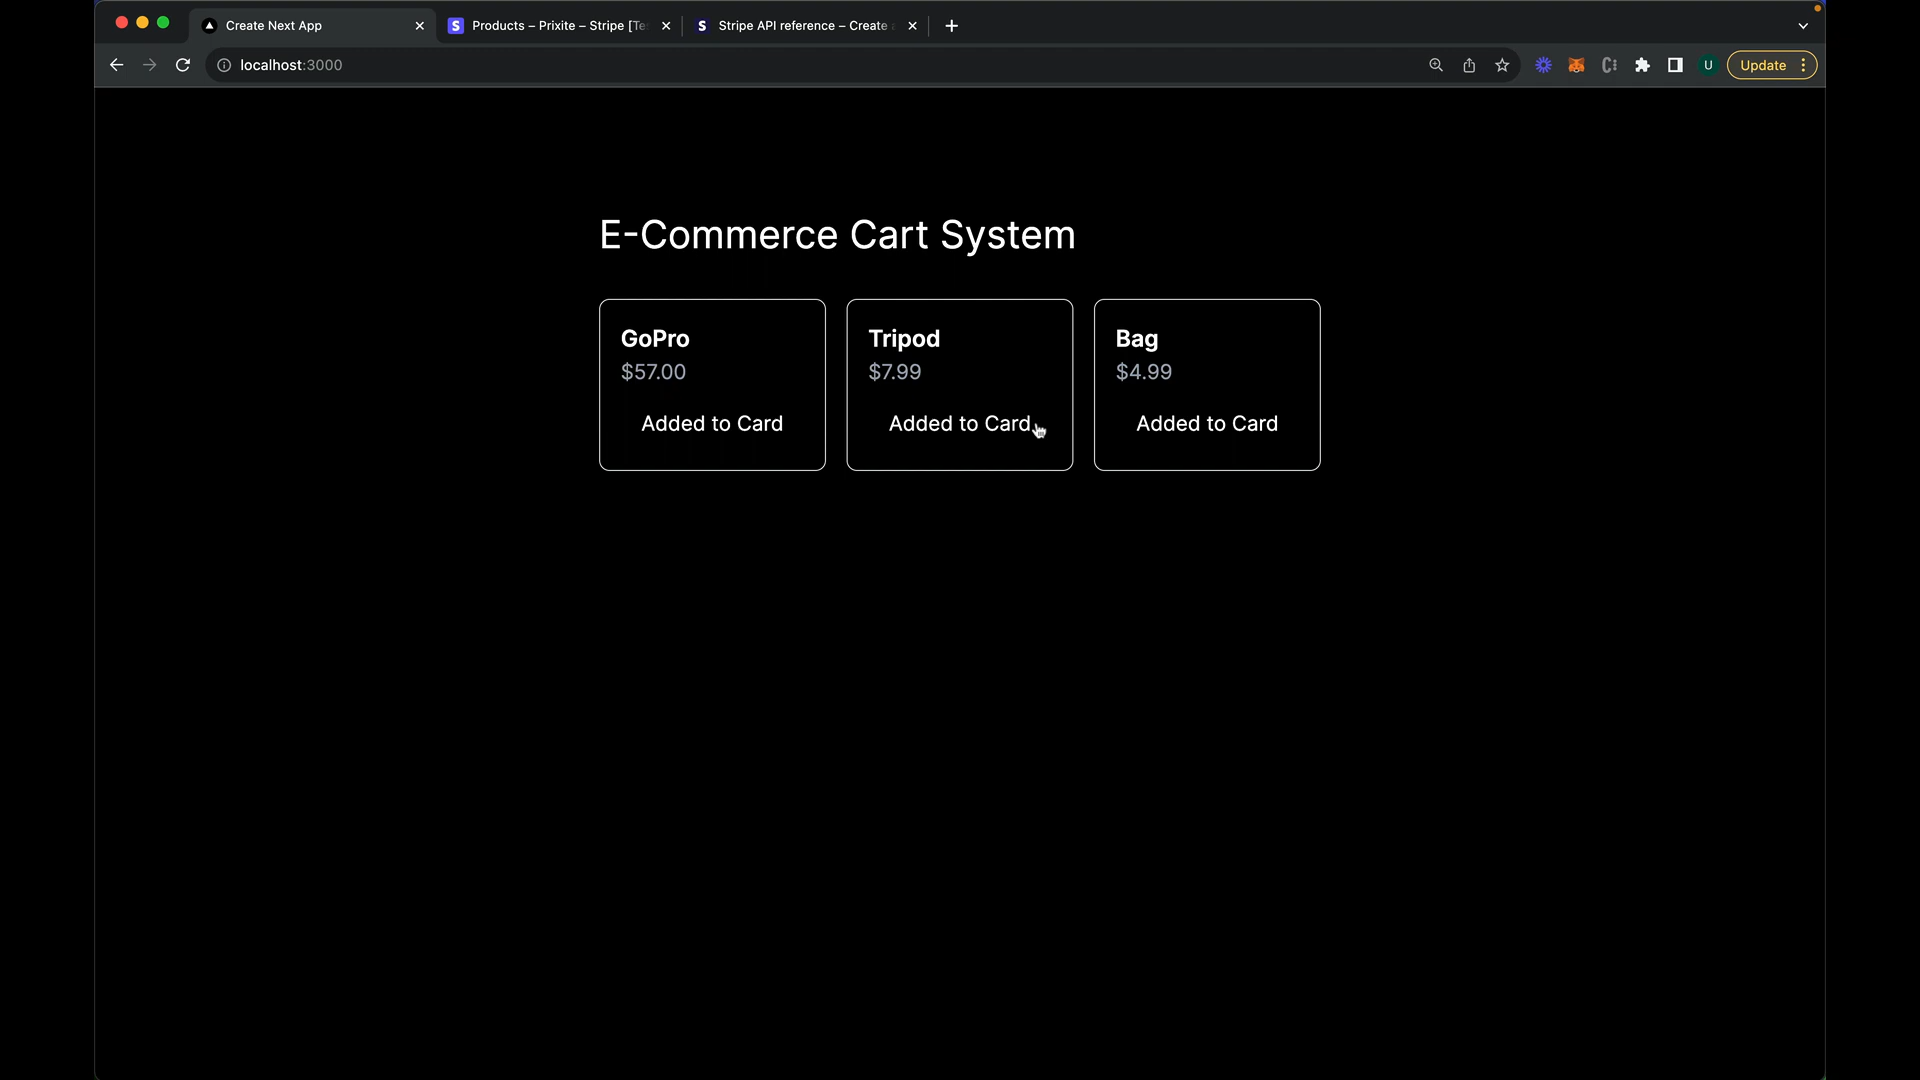 Create Next App
Products – Prixite – Stripe [Te
Stripe API reference – Create
localhost:3000
U
Update
E-Commerce Cart System
GoPro
$57.00
Added to Card
Tripod
$7.99
Added to Card
Bag
$4.99
Added to Card